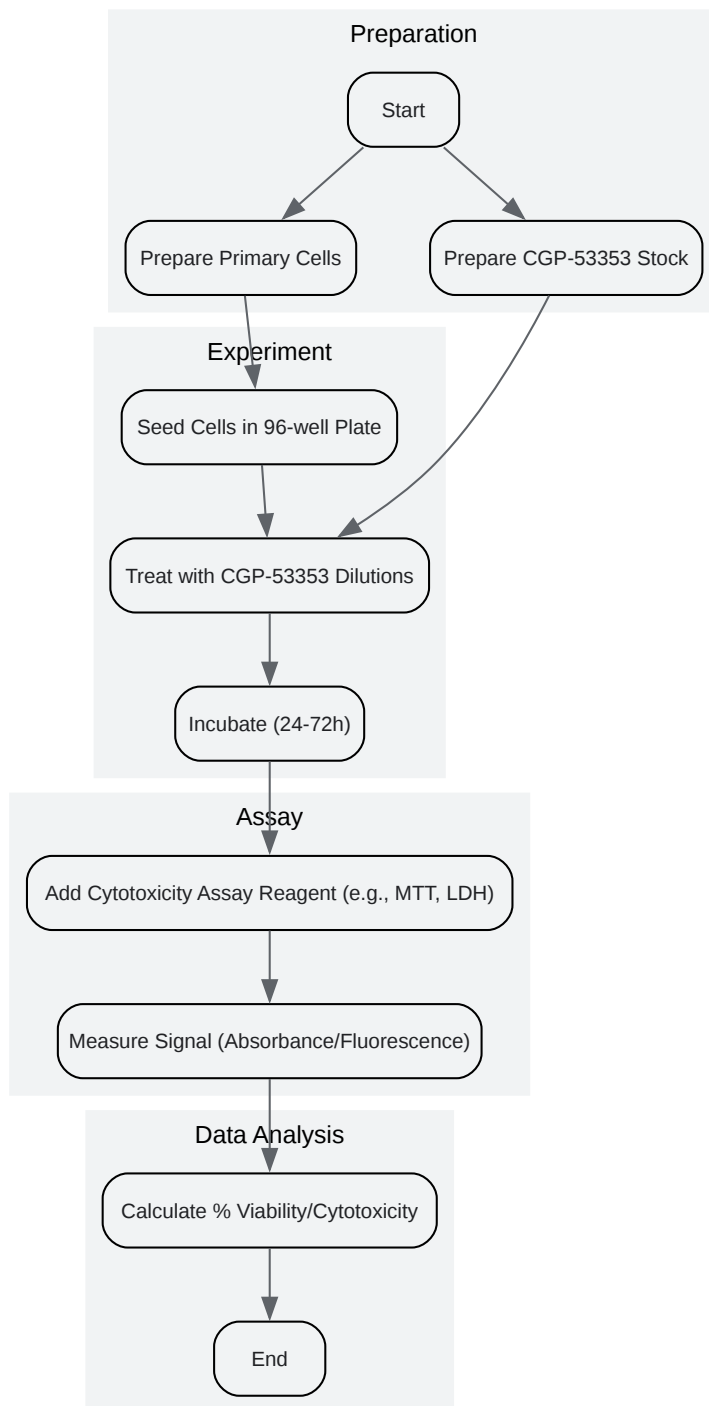 Preparation
Start
Prepare Primary Cells
Prepare CGP-53353 Stock
Experiment
Seed Cells in 96-well Plate
Treat with CGP-53353 Dilutions
Incubate (24-72h)
Assay
Add Cytotoxicity Assay Reagent (e.g., MTT, LDH)
Measure Signal (Absorbance/Fluorescence)
Data Analysis
Calculate % Viability/Cytotoxicity
End